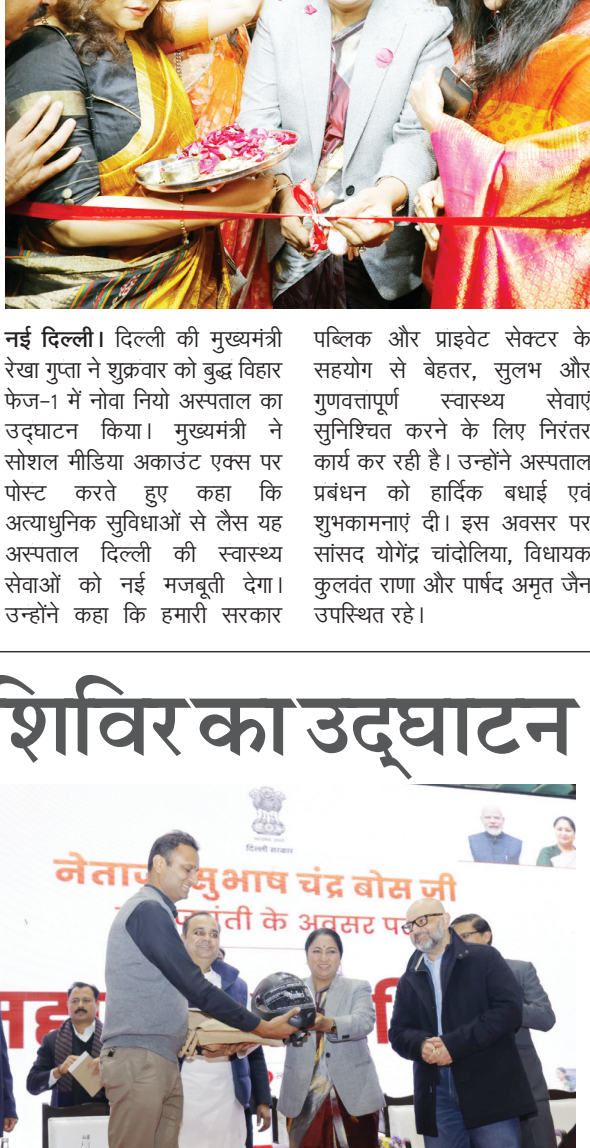 नई दिल्ली। दिल्ली की मुख्यमंत्री
रेखा गुप्ता ने शुक्रवार को बुद्ध विहार
फेज-1 में नोवा नियो अस्पताल का
उद्घाटन किया। मुख्यमंत्री ने
सोशल मीडिया अकाउंट एक्स पर
पोस्ट करते हुए कहा कि
अत्याधुनिक सुविधाओं से लैस यह
अस्पताल दिल्ली की स्वास्थ्य
सेवाओं को नई मजबूती देगा।
उन्होंने कहा कि हमारी सरकार
पब्लिक और प्राइवेट सेक्टर के
सहयोग से बेहतर, सुलभ और
गुणवत्तापूर्ण स्वास्थ्य सेवाएं
सुनिश्चित करने के लिए निरंतर
कार्य कर रही है। उन्होंने अस्पताल
प्रबंधन को हार्दिक बधाई एवं
शुभकामनाएं दी। इस अवसर पर
सांसद योगेंद्र चांदोलिया, विधायक
कुलवंत राणा और पार्षद अमृत जैन
उपस्थित रहे।
शिविर का उद्घाटन
दिल्ली सरकार
सुभाष चंद्र बोस जी
के अवसर पर